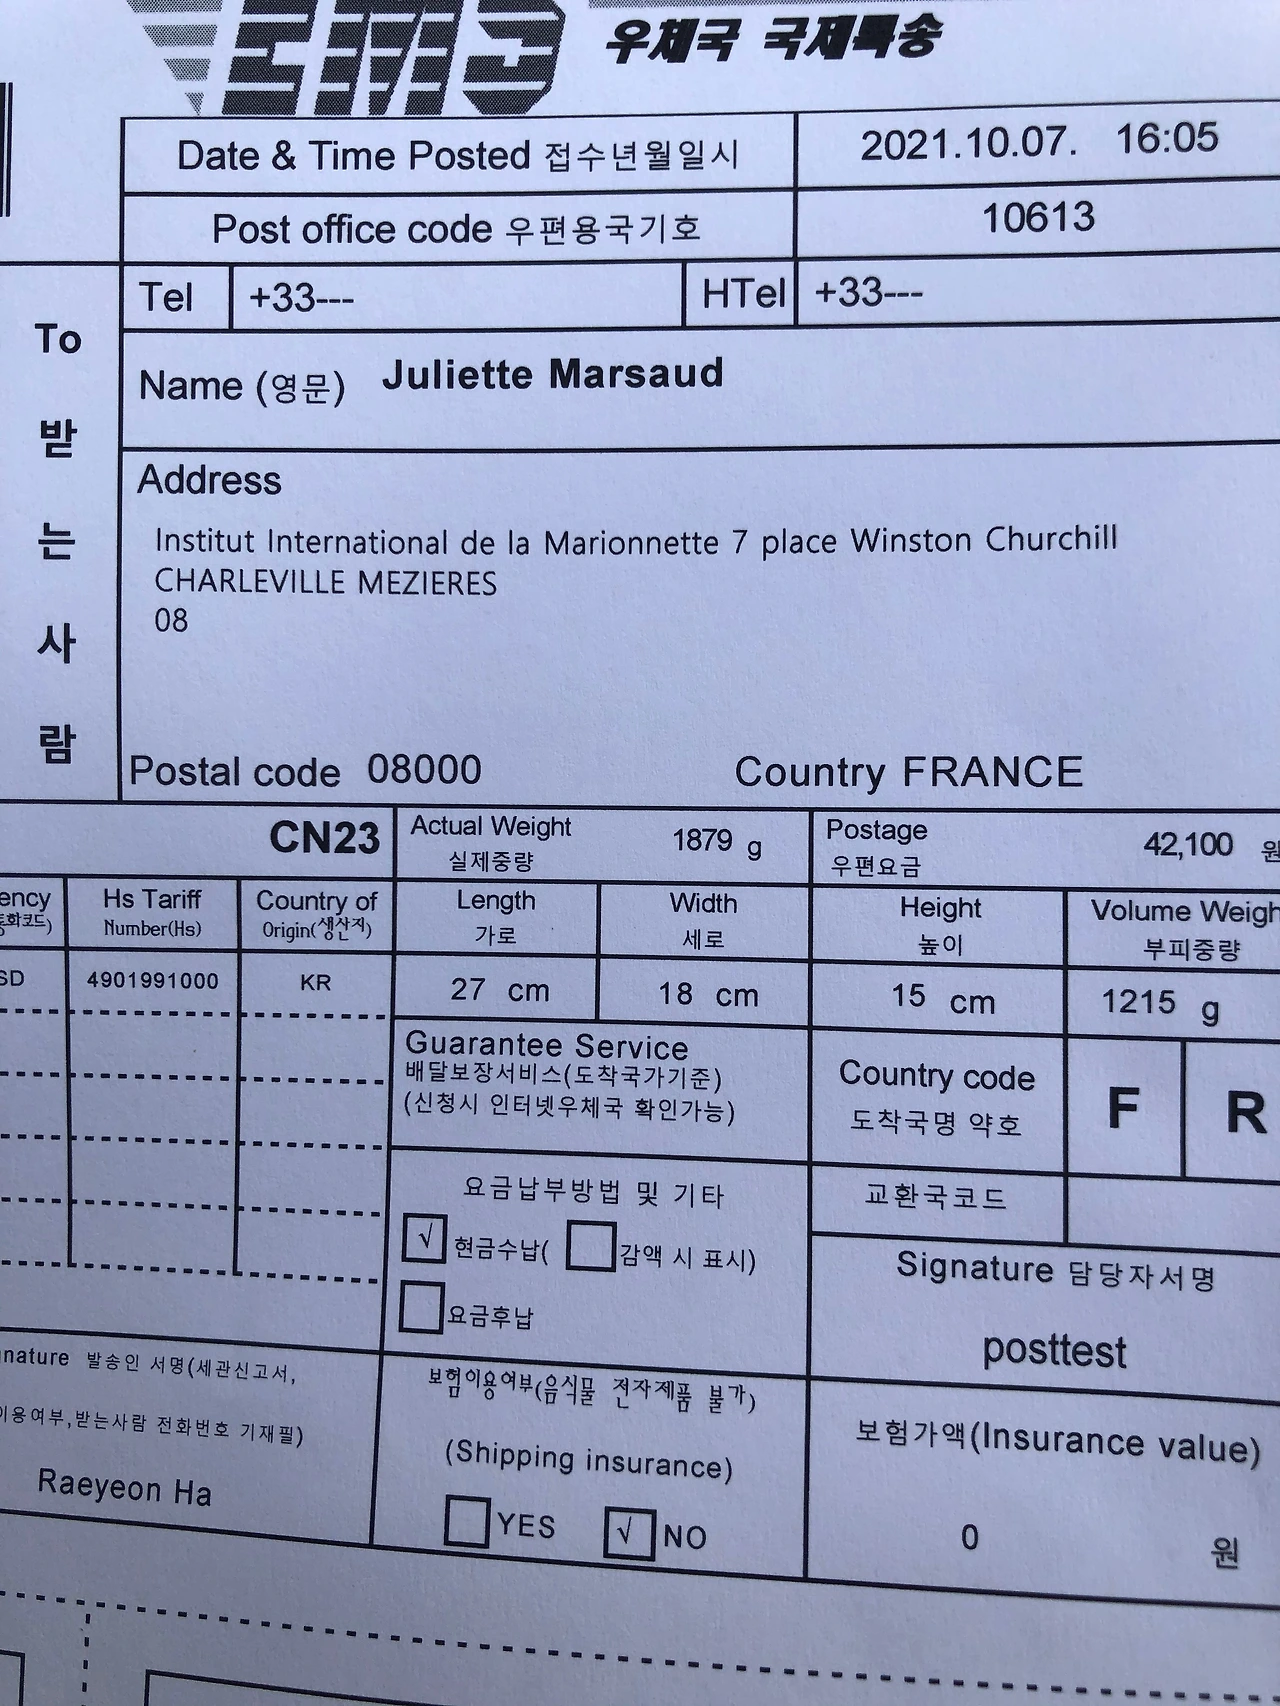 EMS 우체국 국제특송
Date & Time Posted 접수년월일시 2021.10.07. 16:05
Post office code 우편용국기호 10613
To 받는사람
Tel +33--- HTel +33---
Name (영문) Juliette Marsaud
Address
Institut International de la Marionnette 7 place Winston Churchill
CHARLEVILLE MEZIERES
08
Postal code 08000 Country FRANCE
CN23
Actual Weight 1879 g
실제중량
Postage 42,100 원
우편요금
ency Hs Tariff Country of
통화코드) Number(Hs) Origin(생산지)
SD 4901991000 KR
Length Width Height Volume Weigh
가로 세로 높이 부피중량
27 cm 18 cm 15 cm 1215 g
Guarantee Service
배달보장서비스(도착국가기준)
(신청시 인터넷우체국 확인가능)
Country code F R
도착국명 약호
요금납부방법 및 기타
√ 현금수납( 감액 시 표시)
요금후납
교환국코드
Signature 담당자서명
posttest
nature 발송인 서명(세관신고서,
이용여부,받는사람 전화번호 기재필)
Raeyeon Ha
보험이용여부(음식물 전자제품 불가)
(Shipping insurance)
YES √ NO
보험가액(Insurance value)
0 원